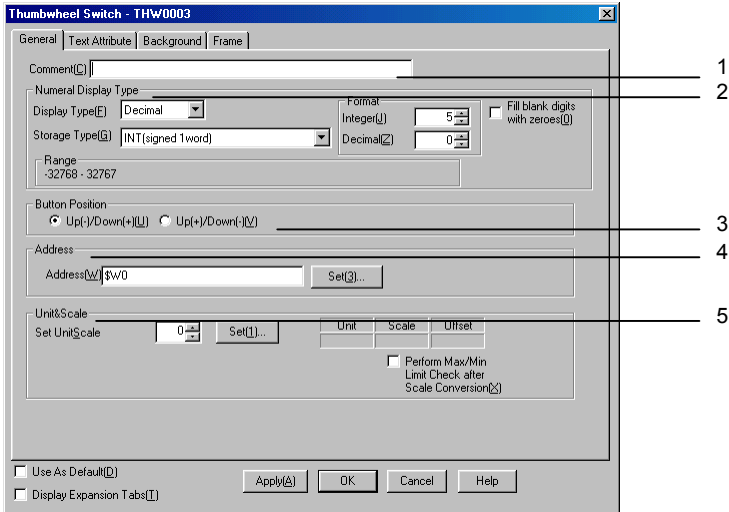 Thumbwheel Switch - THW0003
General Text Attribute Background Frame
Comment(C) 1
Numeral Display Type 2
Display Type(F) Decimal
Format
Integer(J) 5
Fill blank digits with zeroes(0)
Storage Type(G) INT(signed 1word)
Decimal(Z) 0
Range
-32768 - 32767
Button Position
Up(-)/Down(+)(U) Up(+)/Down(-)(V) 3
Address 4
Address(W) $W0 Set(3)...
Unit&Scale 5
Set UnitScale 0 Set(1)... Unit Scale Offset
Perform Max/Min
Limit Check after
Scale Conversion(X)
Use As Default(D)
Display Expansion Tabs(T)
Apply(A) OK Cancel Help